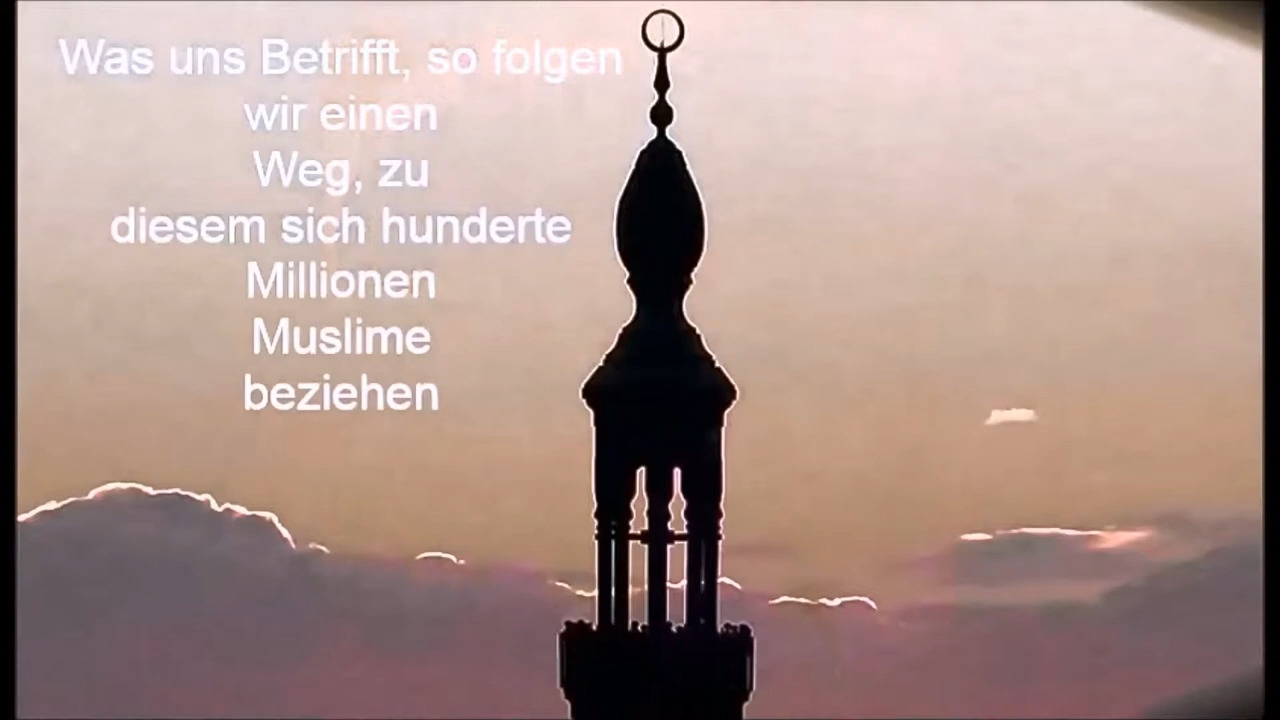 Was uns Betrifft, so folgen
wir einen
Weg, zu
diesem sich hunderte
Millionen
Muslime
beziehen